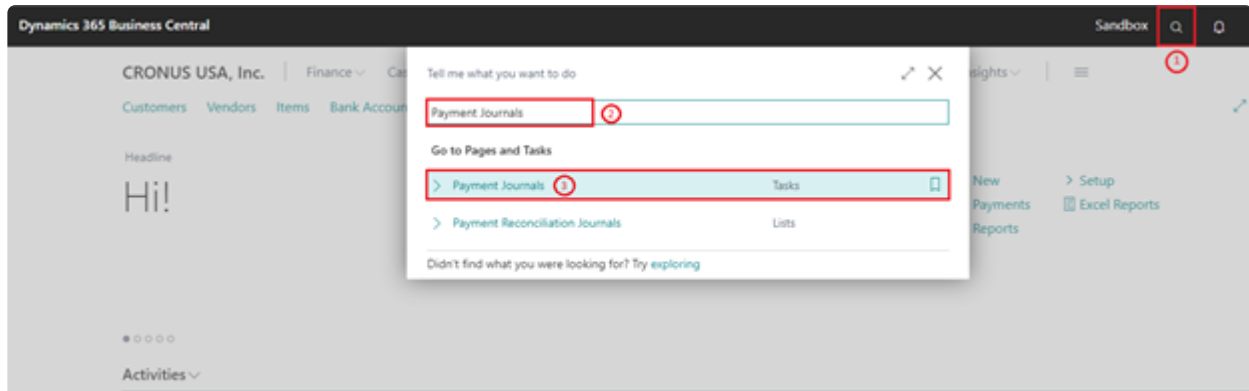 Dynamics 365 Business Central Sandbox
1
CRONUS USA, Inc. Finance
Tell me what you want to do
Customers Vendors Items Bank Accoun
Payment Journals 2
Go to Pages and Tasks
Headline
Hi!
Payment Journals 3 Tasks
New > Setup
Payments Excel Reports
Payment Reconciliation Journals Lists
Reports
Didn't find what you were looking for? Try exploring
Activities